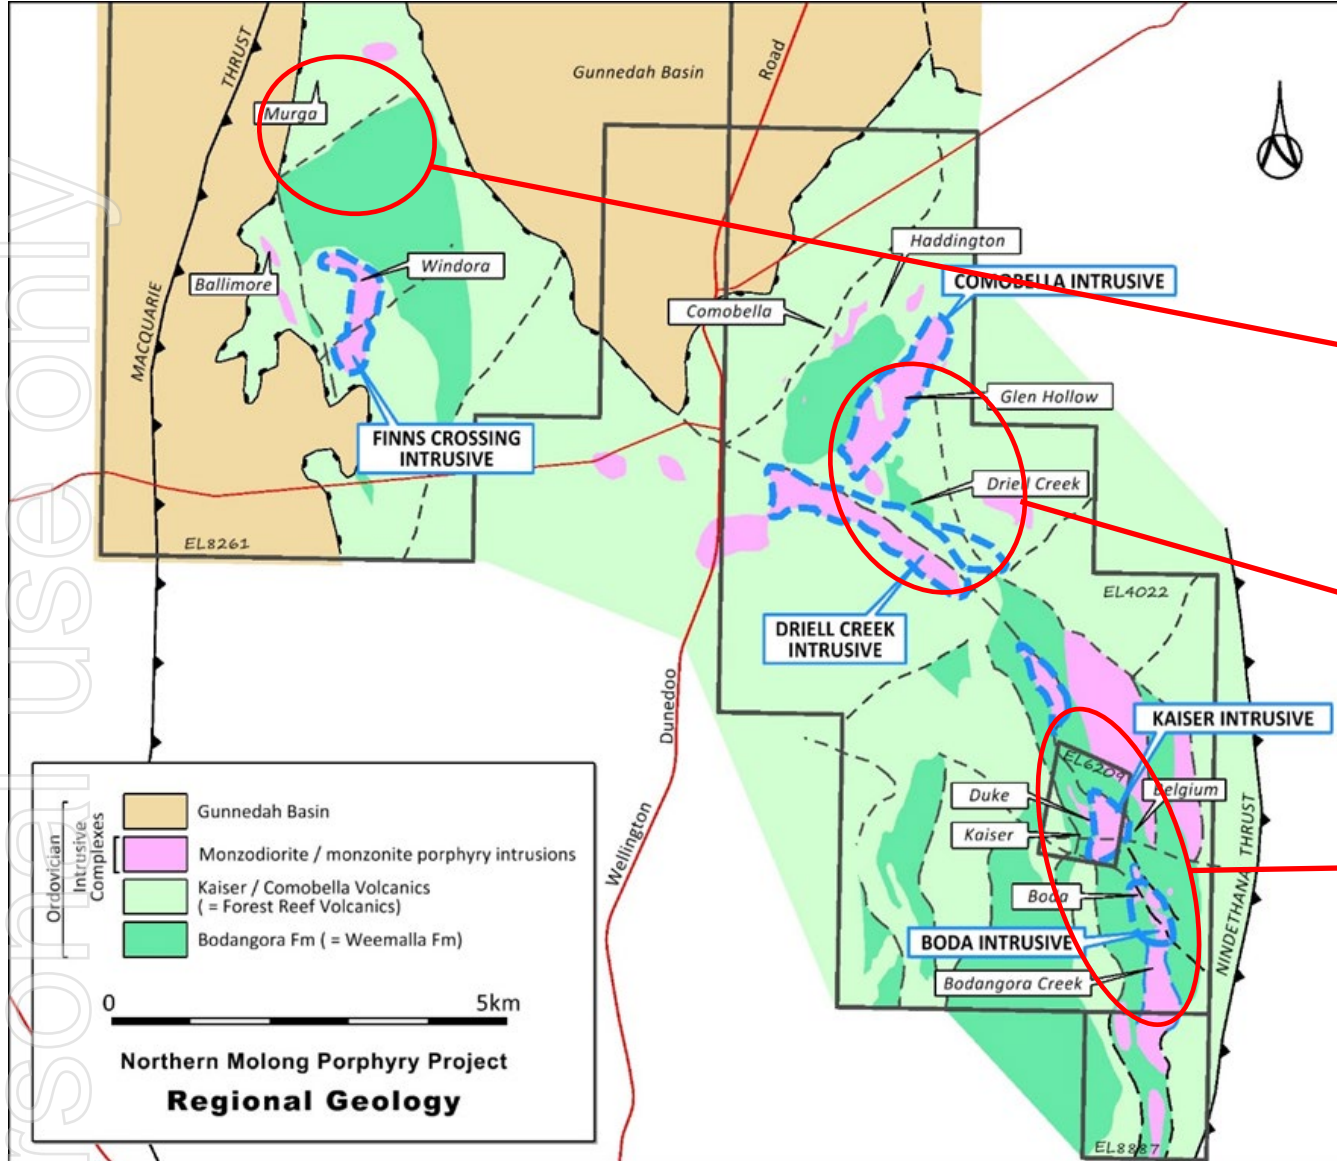 THRUST
Gunnedah Basin
Road
Murga
Haddington
Windora
COMOBELLA INTRUSIVE
Ballimore
Comobella
MACQUARIE
Glen Hollow
FINNS CROSSING
INTRUSIVE
Driell Creek
EL8261
EL4022
DRIELL CREEK
INTRUSIVE
Dunedoo
KAISER INTRUSIVE
EL6209
Duke
Belgium
Kaiser
NINDETHANA THRUST
Wellington
Boda
BODA INTRUSIVE
Bodangora Creek
EL8887
Ordovician
Intrusive
Complexes
Gunnedah Basin
Monzodiorite / monzonite porphyry intrusions
Kaiser / Comobella Volcanics
( = Forest Reef Volcanics)
Bodangora Fm ( = Weemalla Fm)
0 5km
Northern Molong Porphyry Project
Regional Geology
rsonal use only